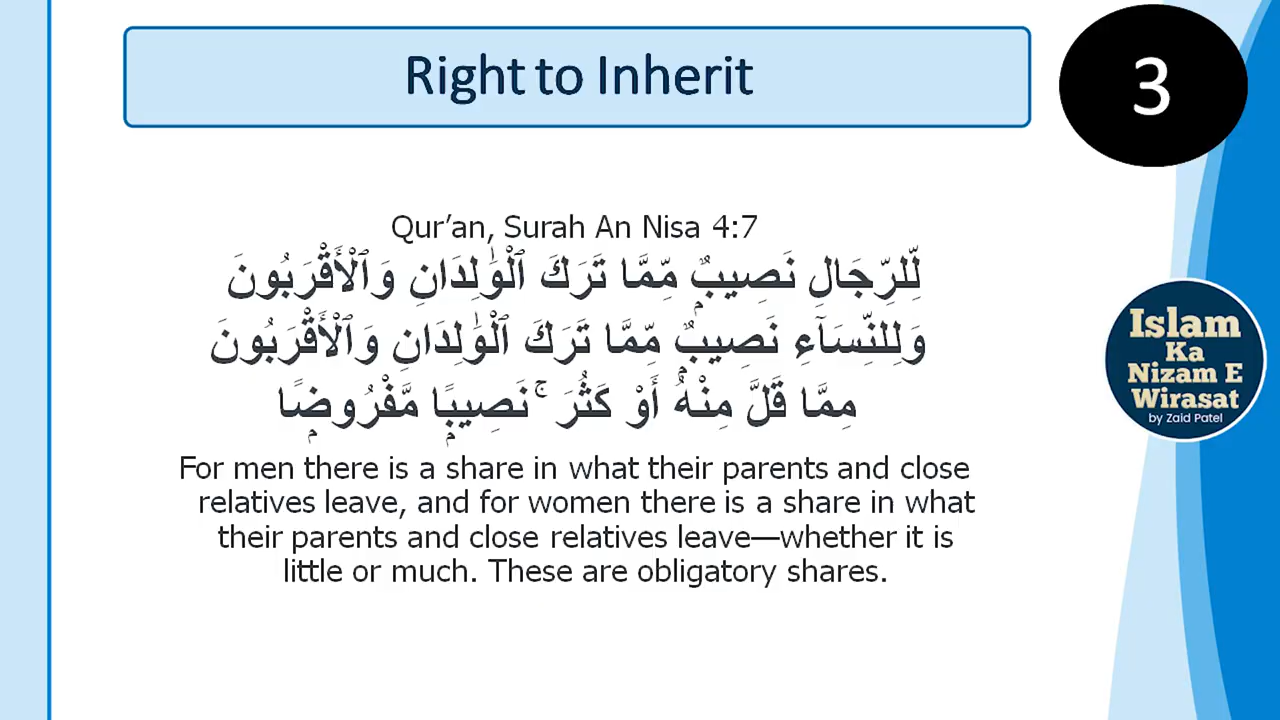 Right to Inherit
3
Qur’an, Surah An Nisa 4:7
لِّلرِّجَالِ نَصِيبٌۭ مِّمَّا تَرَكَ ٱلْوَٰلِدَانِ وَٱلْأَقْرَبُونَ
وَلِلنِّسَآءِ نَصِيبٌۭ مِّمَّا تَرَكَ ٱلْوَٰلِدَانِ وَٱلْأَقْرَبُونَ
مِمَّا قَلَّ مِنْهُ أَوْ كَثُرَ ۚ نَصِيبًۭا مَّفْرُوضًۭا
For men there is a share in what their parents and close
relatives leave, and for women there is a share in what
their parents and close relatives leave—whether it is
little or much. These are obligatory shares.
Islam
Ka
Nizam E
Wirasat
by Zaid Patel